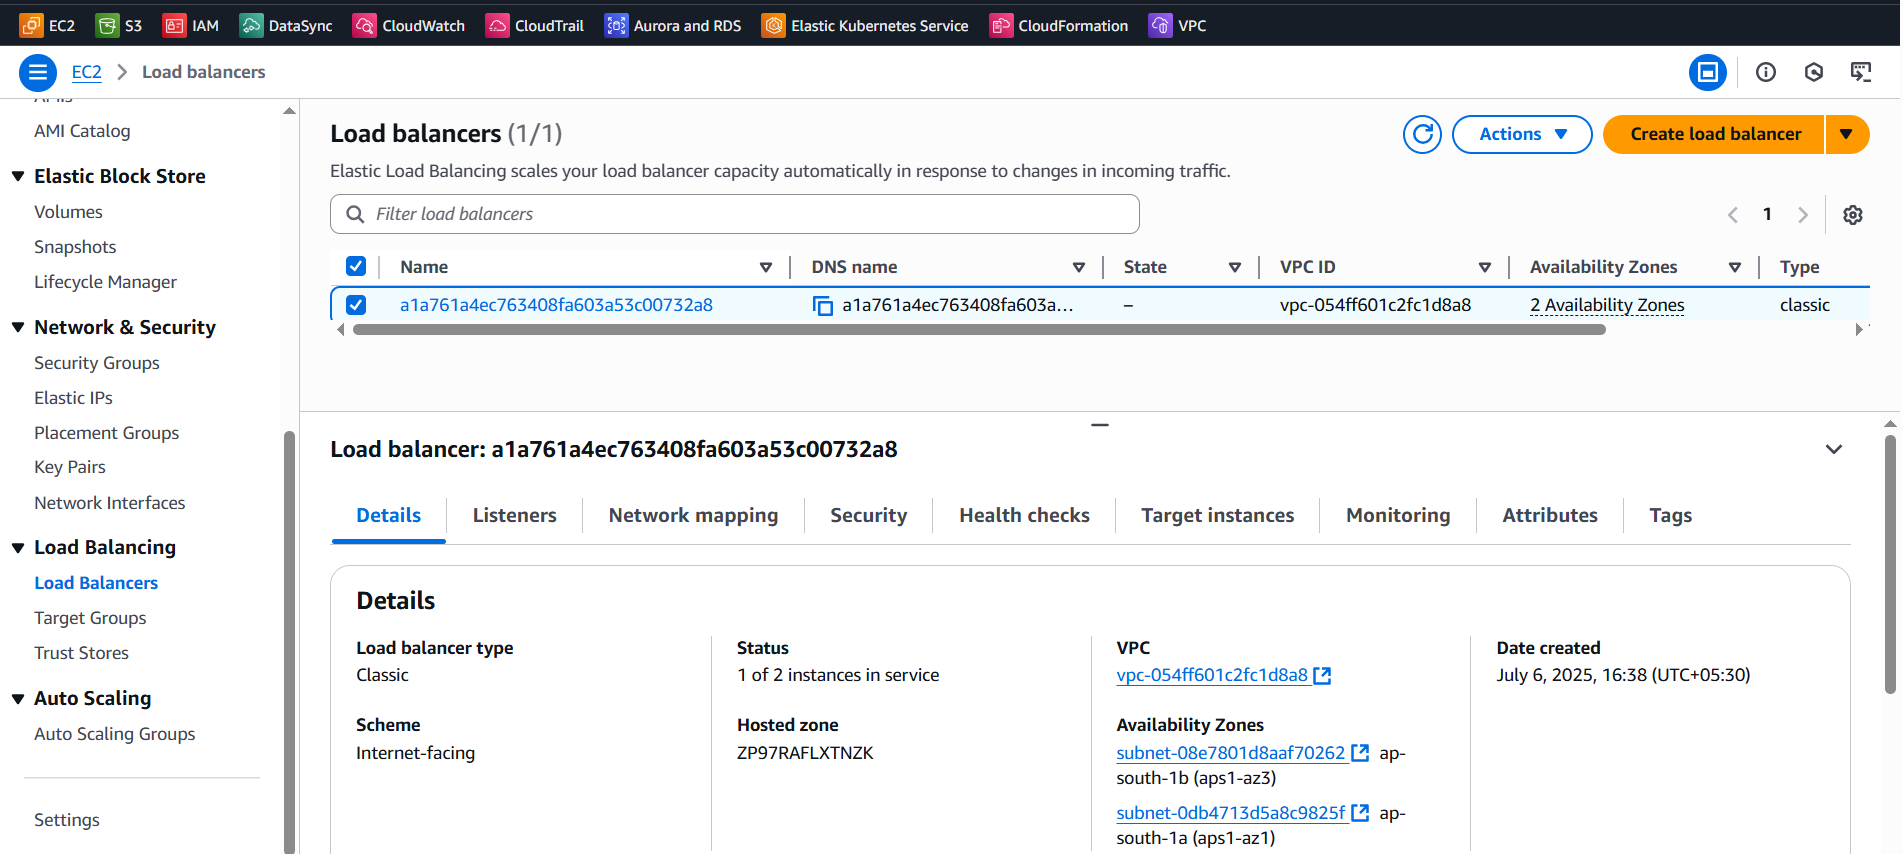 EC2 S3 IAM DataSync CloudWatch CloudTrail Aurora and RDS Elastic Kubernetes Service CloudFormation VPC
EC2 Load balancers
AMI Catalog
Elastic Block Store
Volumes
Snapshots
Lifecycle Manager
Network & Security
Security Groups
Elastic IPs
Placement Groups
Key Pairs
Network Interfaces
Load Balancing
Load Balancers
Target Groups
Trust Stores
Auto Scaling
Auto Scaling Groups
Settings
Load balancers (1/1)
Actions
Create load balancer
Elastic Load Balancing scales your load balancer capacity automatically in response to changes in incoming traffic.
Filter load balancers
1
Name DNS name State VPC ID Availability Zones Type
a1a761a4ec763408fa603a53c00732a8 a1a761a4ec763408fa603a... – vpc-054ff601c2fc1d8a8 2 Availability Zones classic
Load balancer: a1a761a4ec763408fa603a53c00732a8
Details Listeners Network mapping Security Health checks Target instances Monitoring Attributes Tags
Details
Load balancer type
Classic
Scheme
Internet-facing
Status
1 of 2 instances in service
Hosted zone
ZP97RAFLXTNZK
VPC
vpc-054ff601c2fc1d8a8
Availability Zones
subnet-08e7801d8aaf70262 ap-
south-1b (aps1-az3)
subnet-0db4713d5a8c9825f ap-
south-1a (aps1-az1)
Date created
July 6, 2025, 16:38 (UTC+05:30)